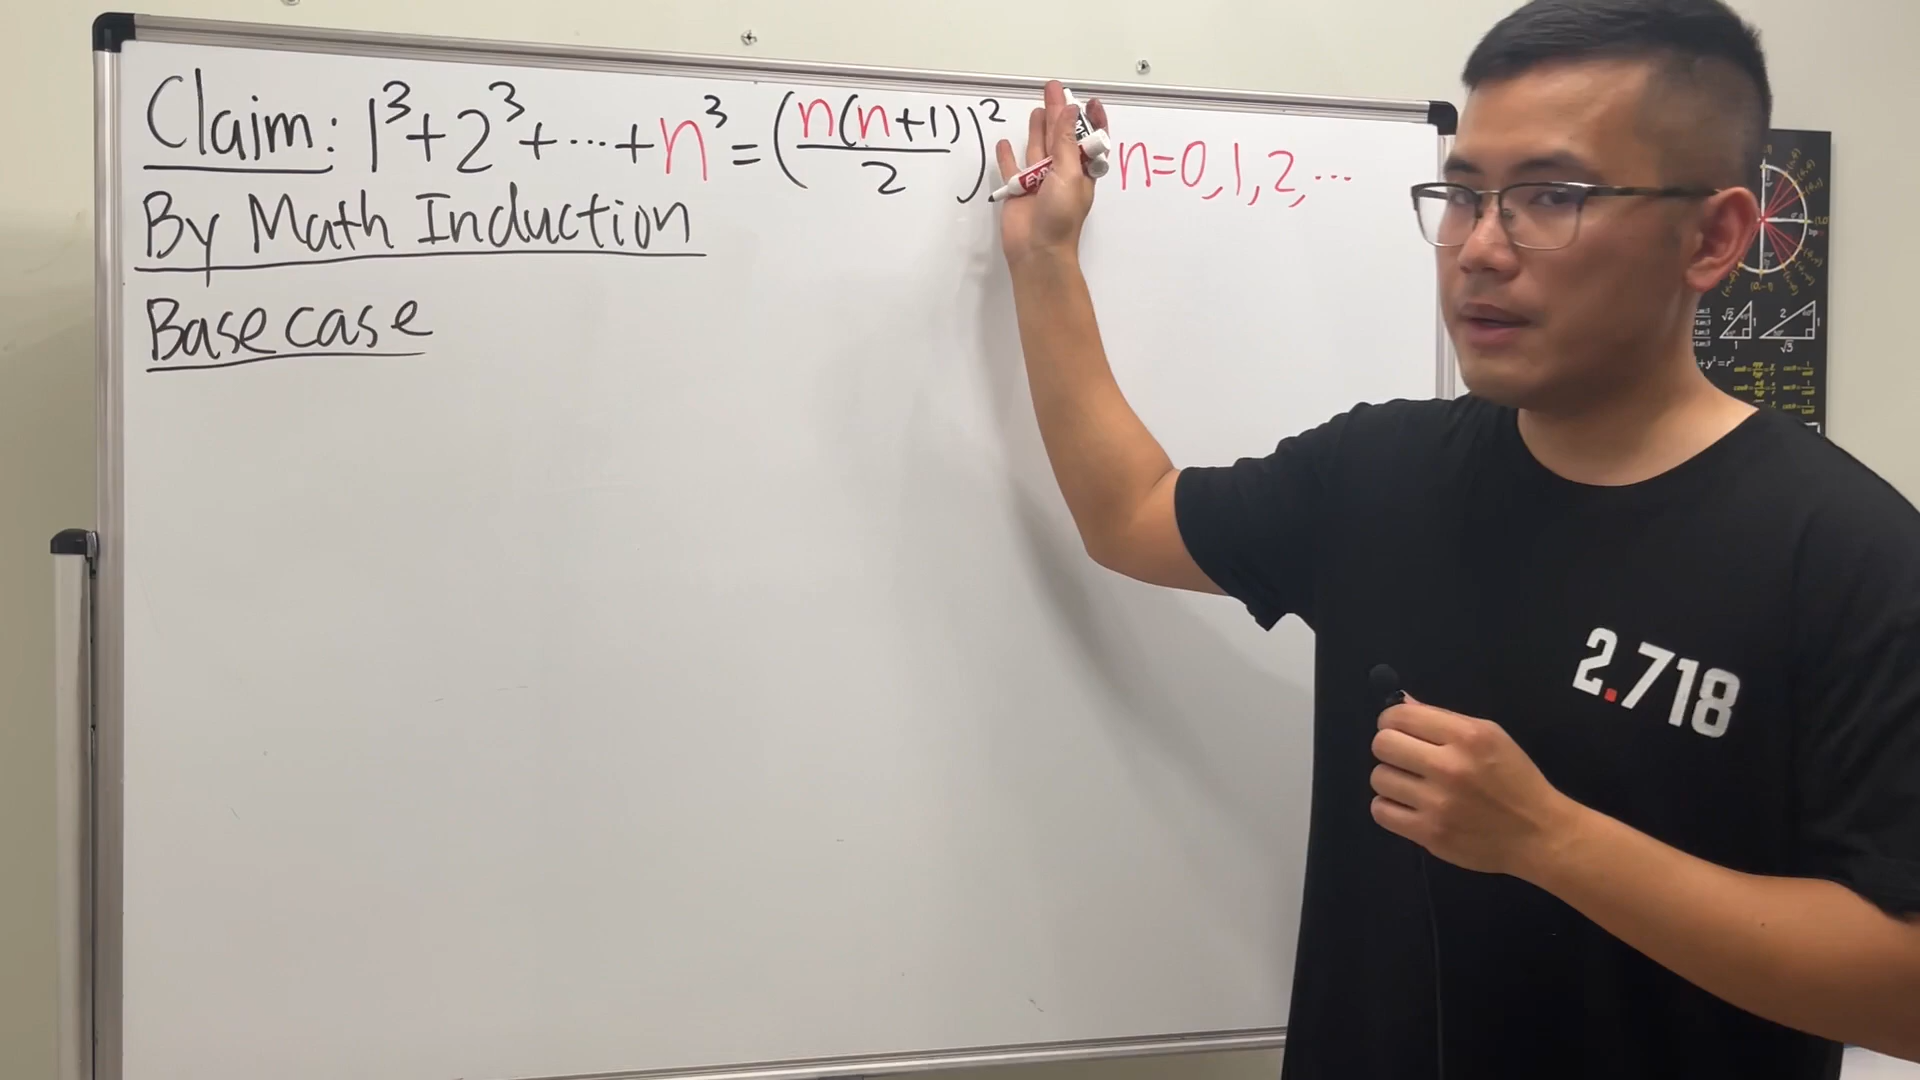 Claim: 1³+2³+⋯+n³=(n(n+1)/2)² n=0,1,2,⋯
By Math Induction
Base case
2.718